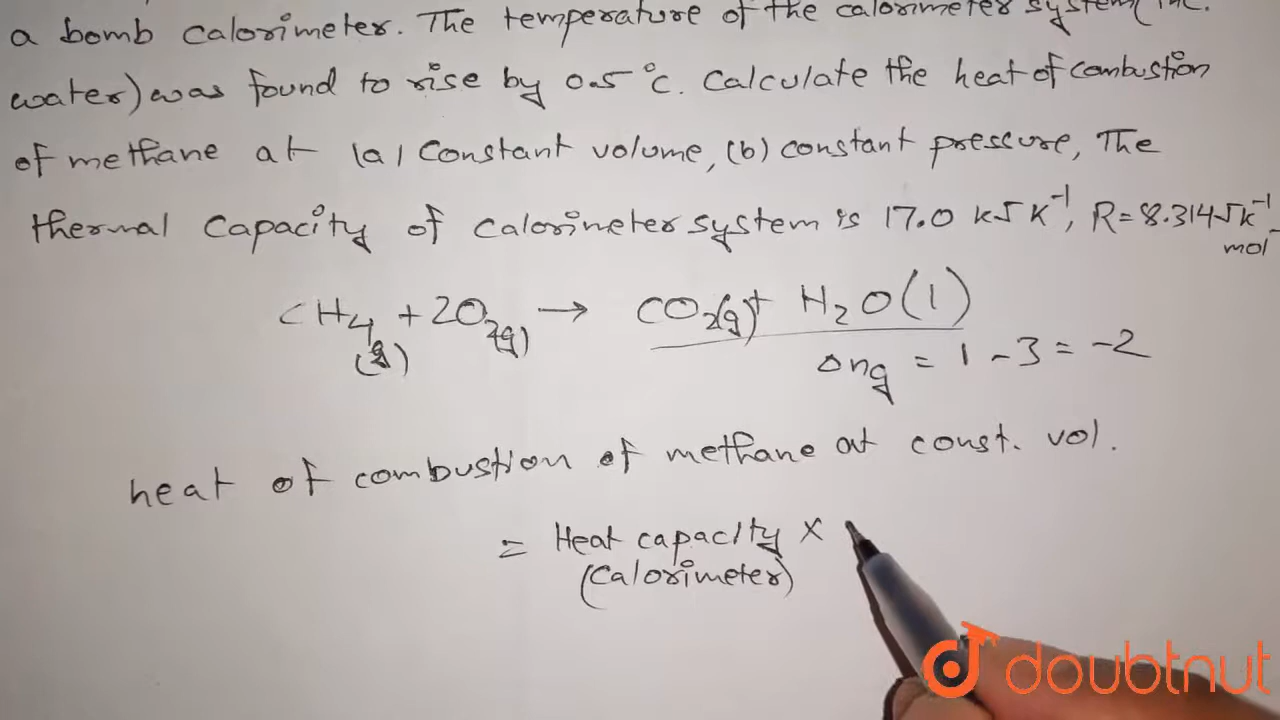 a bomb calorimeter. The temperature of the calorimeter system (inc.
water) was found to rise by 0.5 °c. Calculate the heat of combustion
of methane at (a) constant volume, (b) constant pressure, The
thermal capacity of calorimeter system is 17.0 kJ K⁻¹, R = 8.314 J K⁻¹
mol⁻
CH₄ + 2O₂(g) → CO₂(g) + H₂O(l)
(g)
Δng = 1 - 3 = -2
heat of combustion of methane at const. vol.
= Heat capacity ×
(Calorimeter)
doubtnut